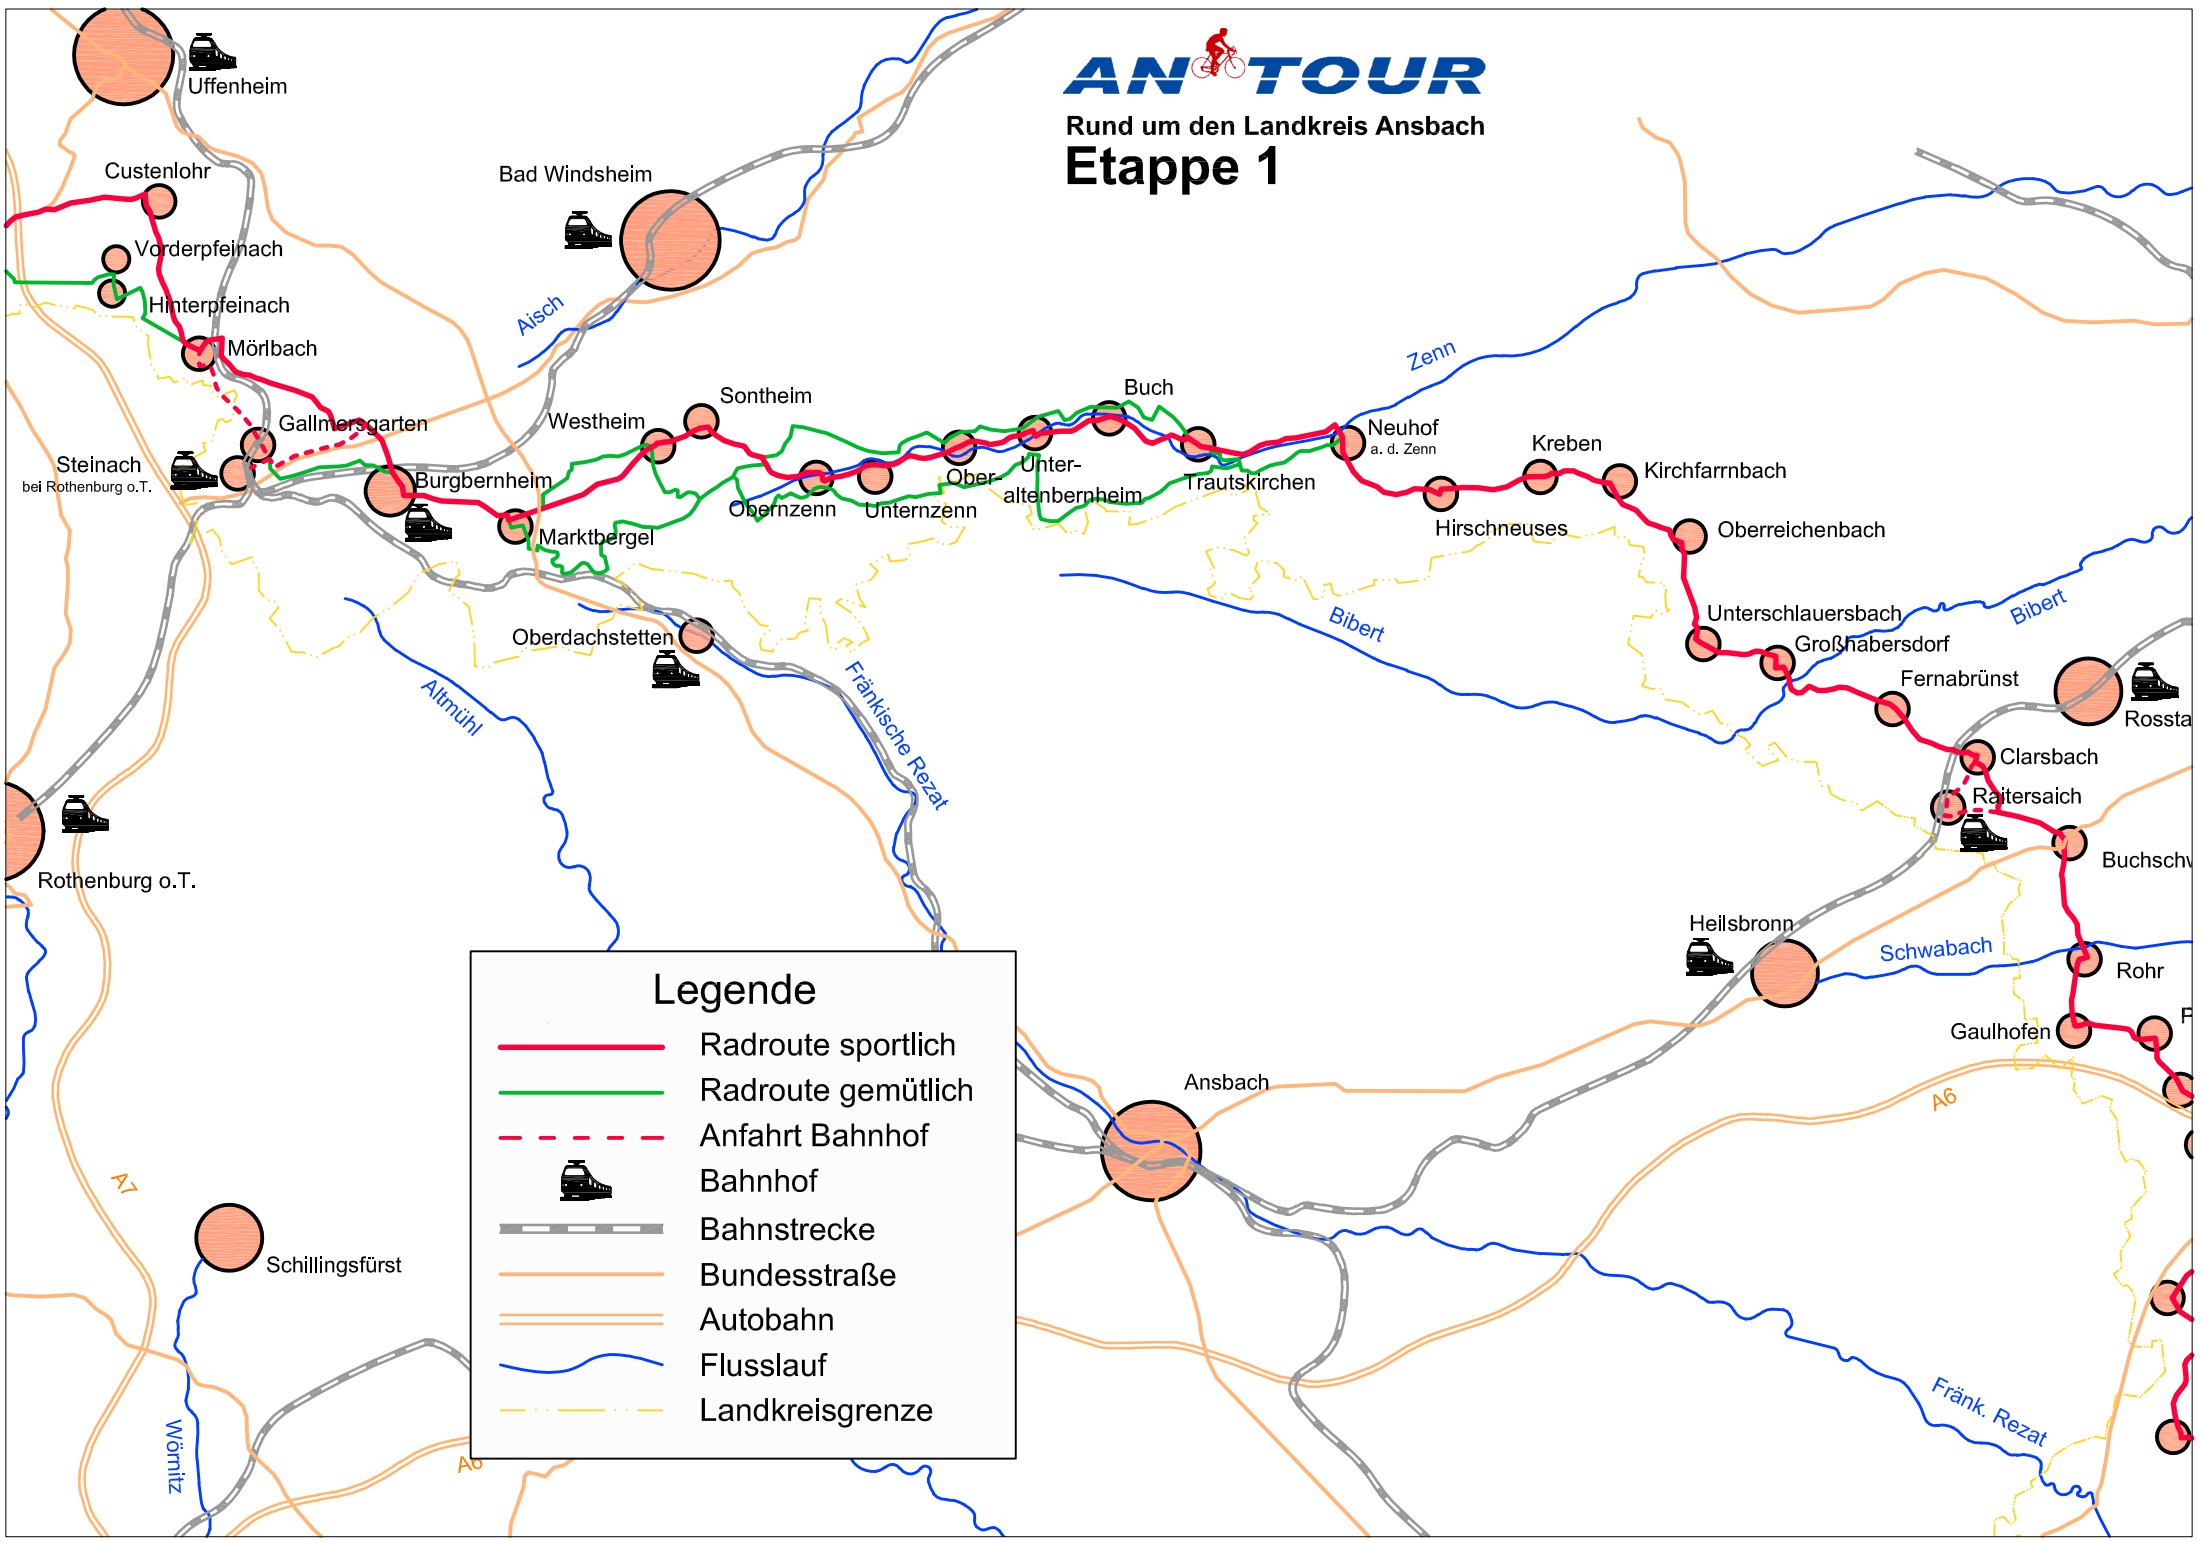 AN TOUR
Rund um den Landkreis Ansbach
Etappe 1
Uffenheim
Custenlohr
Bad Windsheim
Vorderpfeinach
Hinterpfeinach
Aisch
Mörlbach
Zenn
Gallmersgarten
Westheim
Sontheim
Buch
Neuhof
a. d. Zenn
Kreben
Kirchfarrnbach
Steinach
bei Rothenburg o.T.
Burgbernheim
Marktbergel
Obernzenn
Unternzenn
Ober-
Unter-
altenbernheim
Trautskirchen
Hirschneuses
Oberreichenbach
Unterschlauersbach
Großhabersdorf
Bibert
Bibert
Oberdachstetten
Fernabrünst
Altmühl
Fränkische Rezat
Rossta
Clarsbach
Raitersaich
Buchschw
Rothenburg o.T.
Heilsbronn
Schwabach
Rohr
Gaulhofen
P
Legende
Radroute sportlich
Radroute gemütlich
Anfahrt Bahnhof
Bahnhof
Bahnstrecke
Bundesstraße
Autobahn
Flusslauf
Landkreisgrenze
Ansbach
A6
A7
Schillingsfürst
Wörnitz
A6
Fränk. Rezat